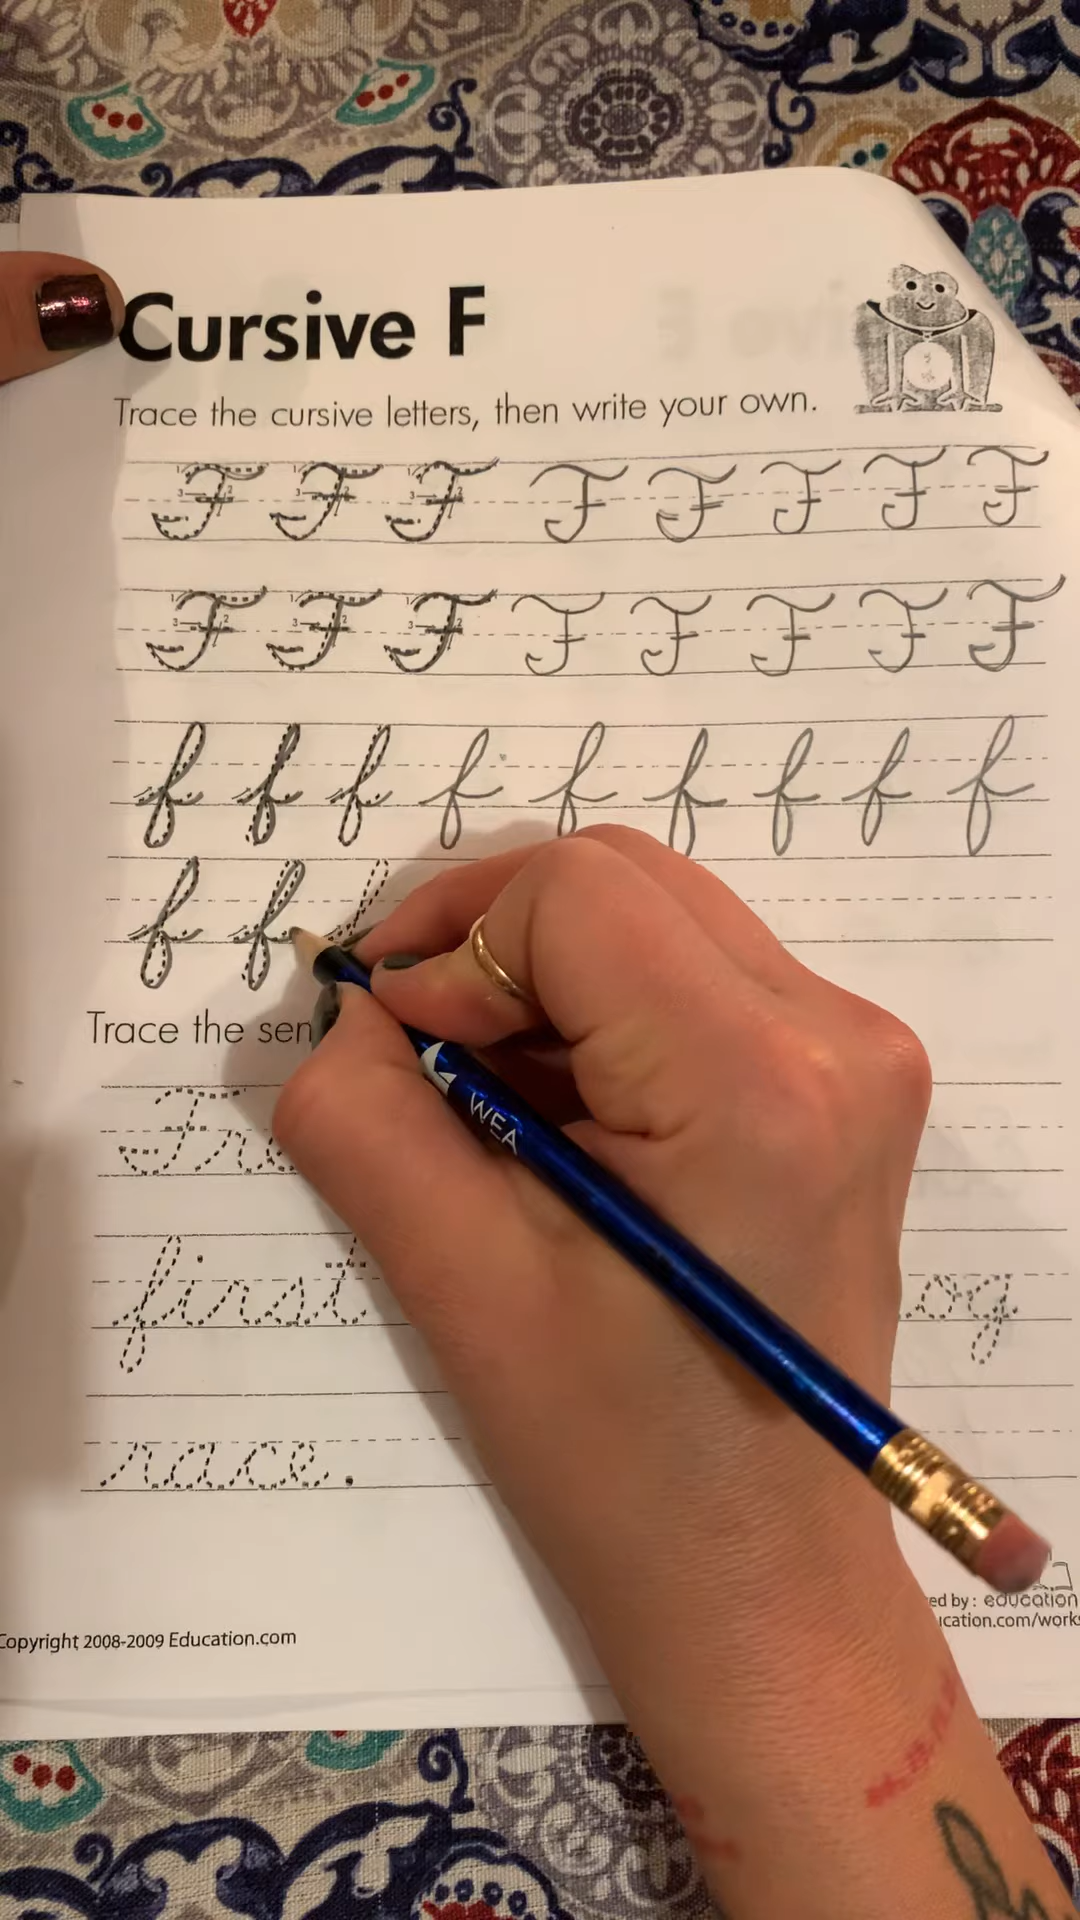 Cursive F
Trace the cursive letters, then write your own.
F F F F F F F F
F F F F F F F F
f f f f f f f f f
f f f
Trace the
first
race.
WEA
education
Copyright 2008-2009 Education.com